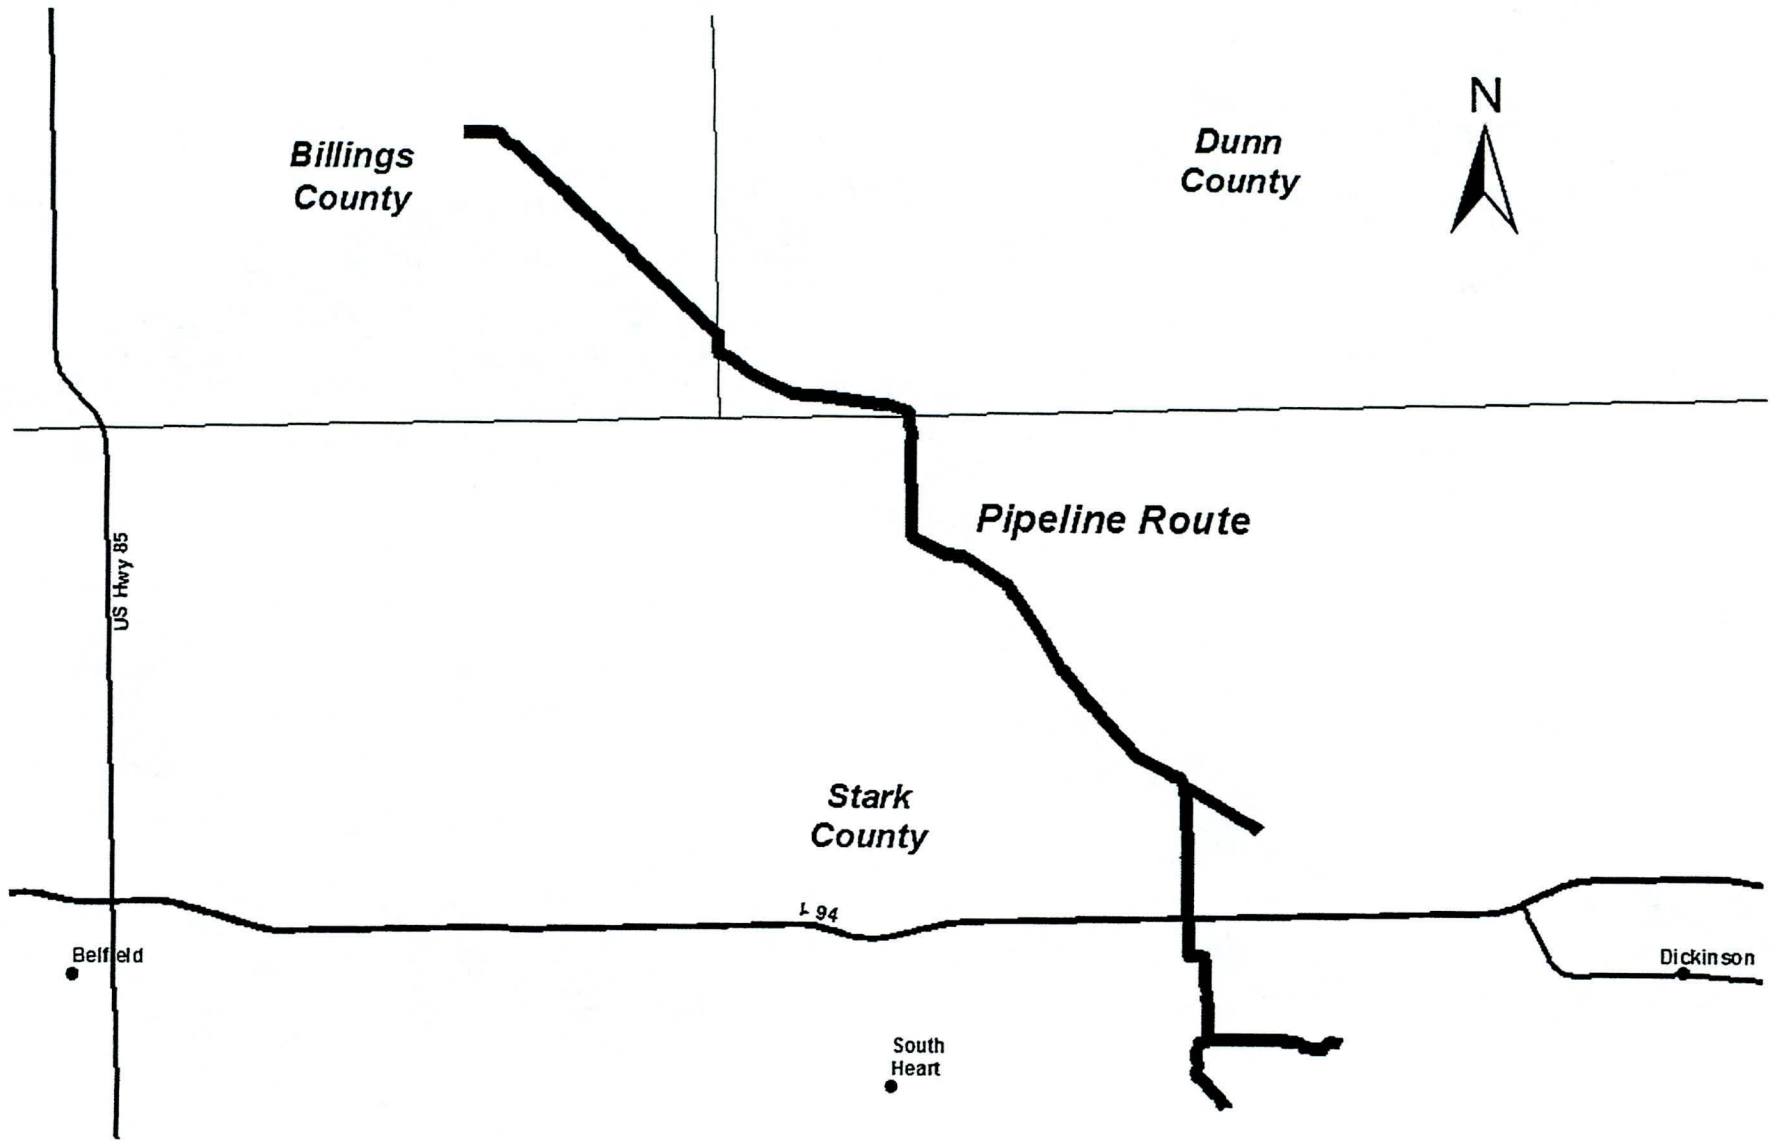 N
Billings
County
Dunn
County
Pipeline Route
US Hwy 85
Stark
County
I-94
Belfield
Dickinson
South
Heart